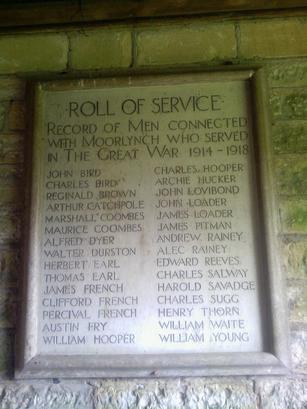 ROLL OF SERVICE
RECORD OF MEN CONNECTED
WITH MOORLYNCH WHO SERVED
IN THE GREAT WAR 1914-1918
JOHN BIRD
CHARLES BIRD
REGINALD BROWN
ARTHUR CATCHPOLE
MARSHALL COOMBES
MAURICE COOMBES
ALFRED DYER
WALTER DURSTON
HERBERT EARL
THOMAS EARL
JAMES FRENCH
CLIFFORD FRENCH
PERCIVAL FRENCH
AUSTIN FRY
WILLIAM HOOPER
CHARLES HOOPER
ARCHIE HUCKER
JOHN LOVIBOND
JOHN LOADER
JAMES LOADER
JAMES PITMAN
ANDREW RAINEY
ALEC RAINEY
EDWARD REEVES
CHARLES SALWAY
HAROLD SAVADGE
CHARLES SUGG
HENRY THORN
WILLIAM WAITE
WILLIAM YOUNG